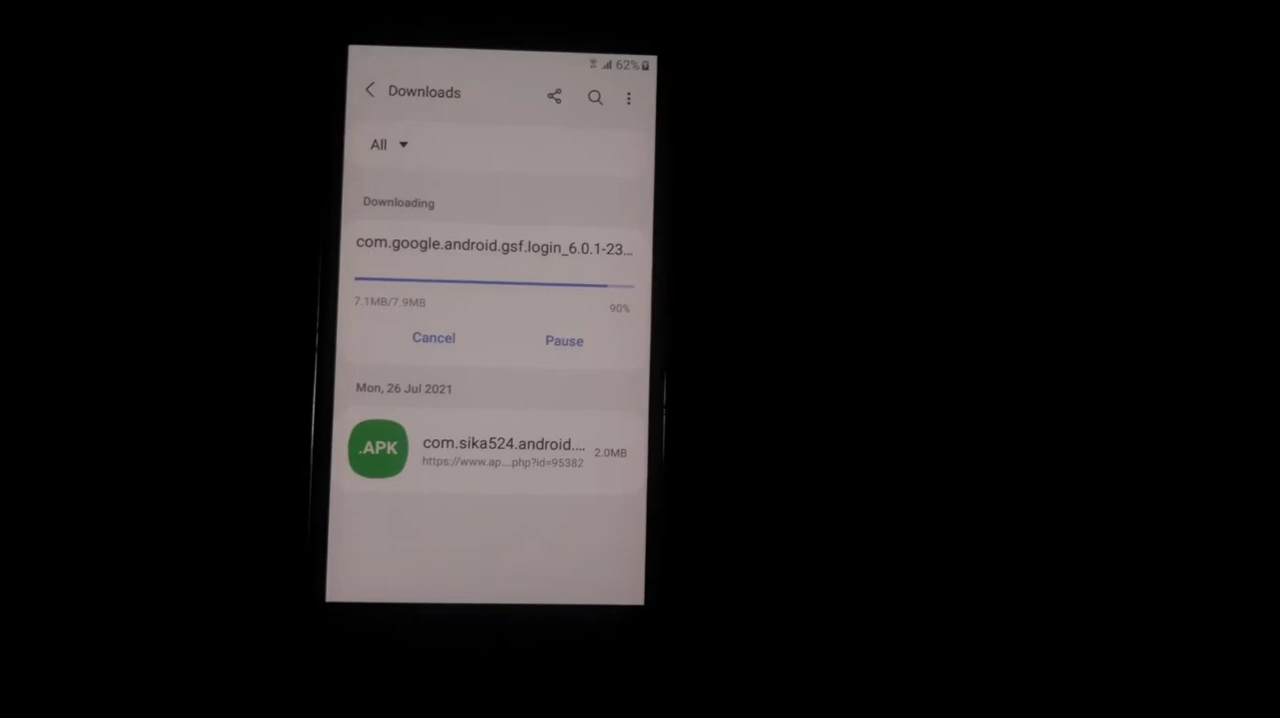 62%
Downloads
All
Downloading
com.google.android.gsf.login_6.0.1-23...
7.1MB/7.9MB
90%
Cancel
Pause
Mon, 26 Jul 2021
.APK
com.sika524.android....
2.0MB
https://www.ap....php?id=95382